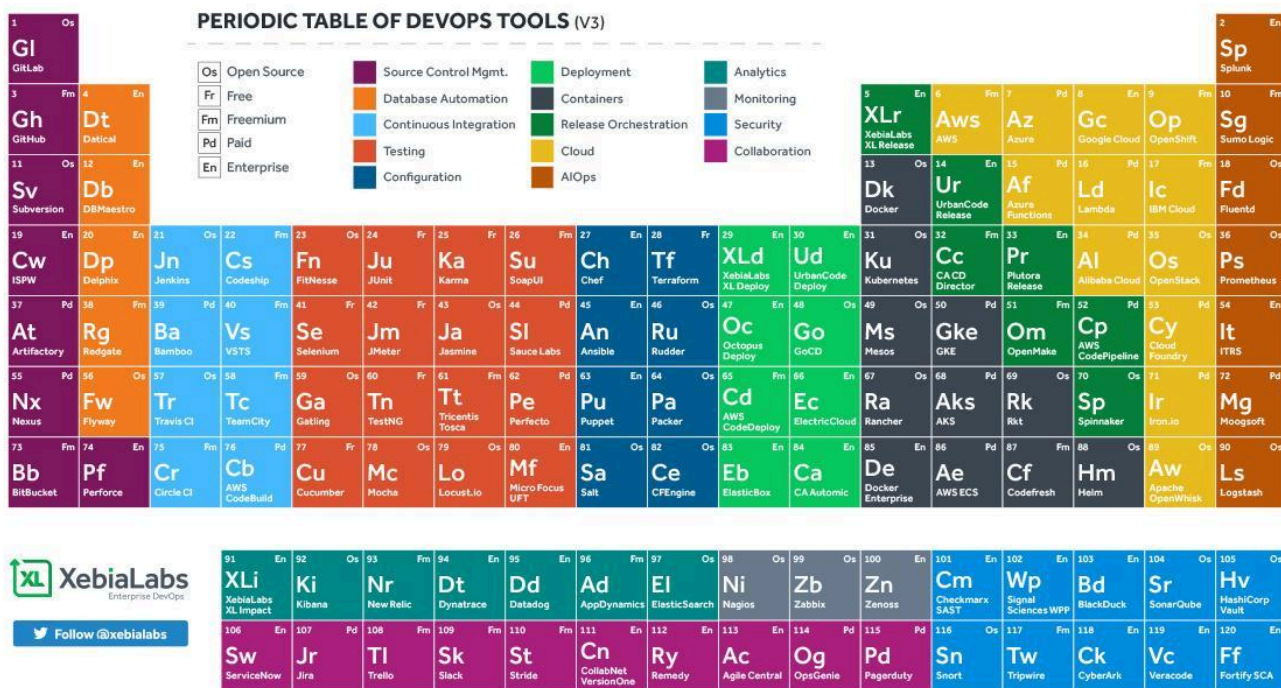 PERIODIC TABLE OF DEVOPS TOOLS (V3)
Os Open Source
Fr Free
Fm Freemium
Pd Paid
En Enterprise
Source Control Mgmt.
Database Automation
Continuous Integration
Testing
Configuration
Deployment
Containers
Release Orchestration
Cloud
AIOps
Analytics
Monitoring
Security
Collaboration
1 Os
Gl
GitLab
2 En
Sp
Splunk
3 Fm
Gh
GitHub
4 En
Dt
Datical
5 En
XLr
XebiaLabs
XL Release
6 Fm
Aws
AWS
7 Pd
Az
Azure
8 En
Gc
Google Cloud
9 Fm
Op
OpenShift
10 Fm
Sg
Sumo Logic
11 Os
Sv
Subversion
12 En
Db
DBMaestro
13 Os
Dk
Docker
14 En
Ur
UrbanCode
Release
15 Pd
Af
Azure
Functions
16 Pd
Ld
Lambda
17 Fm
Ic
IBM Cloud
18 Os
Fd
Fluentd
19 En
Cw
ISPW
20 En
Dp
Delphix
21 Os
Jn
Jenkins
22 Fm
Cs
Codeship
23 Os
Fn
FitNesse
24 Fr
Ju
JUnit
25 Fr
Ka
Karma
26 Fm
Su
SoapUI
27 En
Ch
Chef
28 Fr
Tf
Terraform
29 En
XLd
XebiaLabs
XL Deploy
30 En
Ud
UrbanCode
Deploy
31 Os
Ku
Kubernetes
32 Fm
Cc
CA CD
Director
33 En
Pr
Plutora
Release
34 Pd
Al
Alibaba Cloud
35 Os
Os
OpenStack
36 Os
Ps
Prometheus
37 Pd
At
Artifactory
38 Fm
Rg
Redgate
39 Pd
Ba
Bamboo
40 Fm
Vs
VSTS
41 Fr
Se
Selenium
42 Fr
Jm
JMeter
43 Os
Ja
Jasmine
44 Pd
Sl
Sauce Labs
45 En
An
Ansible
46 Os
Ru
Rudder
47 En
Oc
Octopus
Deploy
48 Os
Go
GoCD
49 Os
Ms
Mesos
50 Pd
Gke
GKE
51 Fm
Om
OpenMake
52 Pd
Cp
AWS
CodePipeline
53 Pd
Cy
Cloud
Foundry
54 En
It
ITRS
55 Pd
Nx
Nexus
56 Os
Fw
Flyway
57 Os
Tr
Travis CI
58 Fm
Tc
TeamCity
59 Os
Ga
Gatling
60 Fr
Tn
TestNG
61 Fm
Tt
Tricentis
Tosca
62 Pd
Pe
Perfecto
63 En
Pu
Puppet
64 Os
Pa
Packer
65 Fm
Cd
AWS
CodeDeploy
66 En
Ec
ElectricCloud
67 Os
Ra
Rancher
68 Pd
Aks
AKS
69 Os
Rk
Rkt
70 Os
Sp
Spinnaker
71 Pd
Ir
Iron.io
72 Pd
Mg
Moogsoft
73 Fm
Bb
BitBucket
74 En
Pf
Perforce
75 Fm
Cr
Circle CI
76 Pd
Cb
AWS
CodeBuild
77 Fr
Cu
Cucumber
78 Os
Mc
Mocha
79 Os
Lo
Locust.io
80 En
Mf
Micro Focus
UFT
81 Os
Sa
Salt
82 Os
Ce
CFEngine
83 En
Eb
ElasticBox
84 En
Ca
CA Automic
85 En
De
Docker
Enterprise
86 Pd
Ae
AWS ECS
87 Fm
Cf
Codefresh
88 Os
Hm
Helm
89 Os
Aw
Apache
OpenWhisk
90 Os
Ls
Logstash
XL XebiaLabs
Enterprise DevOps
Follow @xebialabs
91 En
XLi
XebiaLabs
XL Impact
92 Os
Ki
Kibana
93 Fm
Nr
New Relic
94 En
Dt
Dynatrace
95 En
Dd
Datadog
96 Fm
Ad
AppDynamics
97 Os
El
ElasticSearch
98 Os
Ni
Nagios
99 Os
Zb
Zabbix
100 En
Zn
Zenoss
101 En
Cm
Checkmarx
SAST
102 En
Wp
Signal
Sciences WPP
103 En
Bd
BlackDuck
104 Os
Sr
SonarQube
105 Os
Hv
HashiCorp
Vault
106 En
Sw
ServiceNow
107 Pd
Jr
Jira
108 Fm
Tl
Trello
109 Fm
Sk
Slack
110 Fm
St
Stride
111 En
Cn
CollabNet
VersionOne
112 En
Ry
Remedy
113 En
Ac
Agile Central
114 Pd
Og
OpsGenie
115 Pd
Pd
Pagerduty
116 Os
Sn
Snort
117 Fm
Tw
Tripwire
118 En
Ck
CyberArk
119 En
Vc
Veracode
120 En
Ff
Fortify SCA